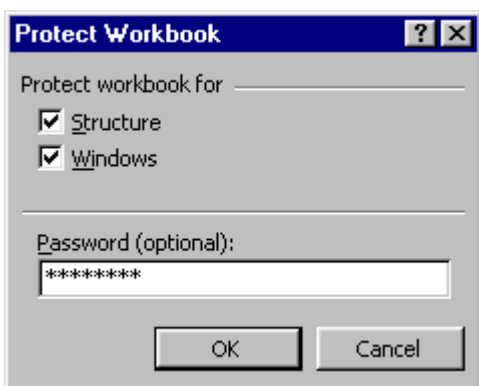 Protect Workbook
Protect workbook for
Structure
Windows
Password (optional):
********
OK Cancel